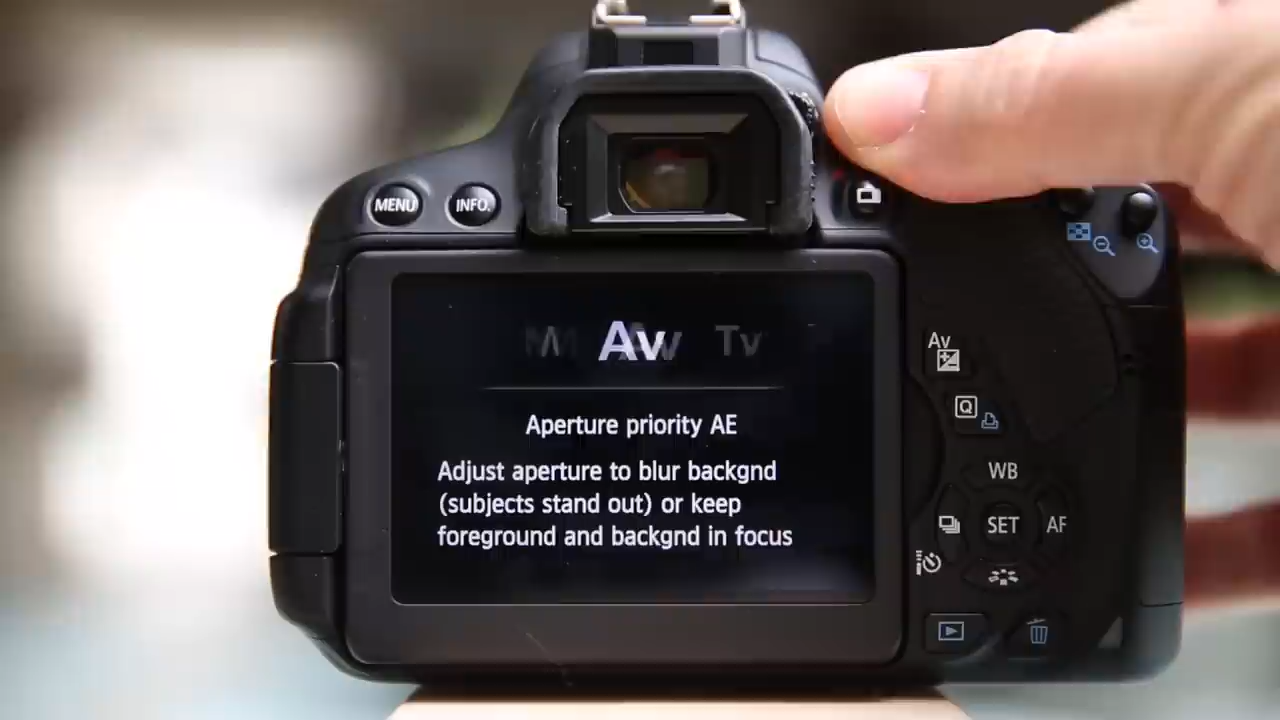 MENU INFO.
M Av Tv
Aperture priority AE
Adjust aperture to blur backgnd
(subjects stand out) or keep
foreground and backgnd in focus
Av
Q
WB
SET AF